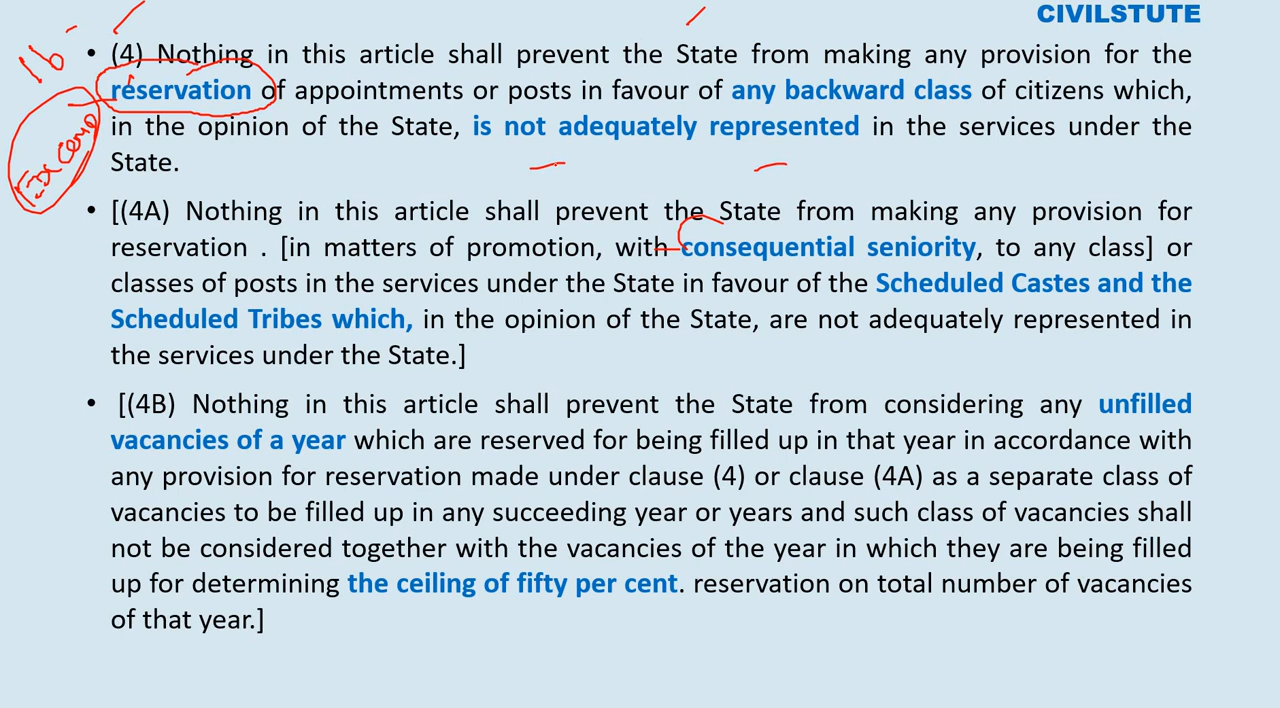 CIVILSTUTE
16
• (4) Nothing in this article shall prevent the State from making any provision for the
reservation of appointments or posts in favour of any backward class of citizens which,
in the opinion of the State, is not adequately represented in the services under the
State.
• [(4A) Nothing in this article shall prevent the State from making any provision for
reservation . [in matters of promotion, with consequential seniority, to any class] or
classes of posts in the services under the State in favour of the Scheduled Castes and the
Scheduled Tribes which, in the opinion of the State, are not adequately represented in
the services under the State.]
• [(4B) Nothing in this article shall prevent the State from considering any unfilled
vacancies of a year which are reserved for being filled up in that year in accordance with
any provision for reservation made under clause (4) or clause (4A) as a separate class of
vacancies to be filled up in any succeeding year or years and such class of vacancies shall
not be considered together with the vacancies of the year in which they are being filled
up for determining the ceiling of fifty per cent. reservation on total number of vacancies
of that year.]